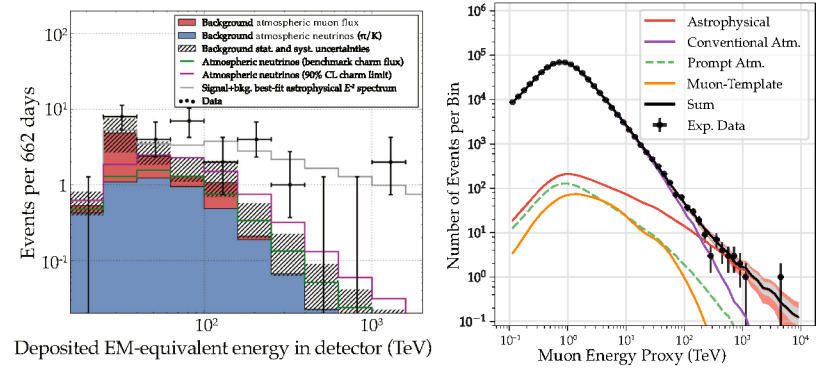 Background atmospheric muon flux
Background atmospheric neutrinos (π/K)
Background stat. and syst. uncertainties
Atmospheric neutrinos (benchmark charm flux)
Atmospheric neutrinos (90% CL charm limit)
Signal+bkg. best-fit astrophysical E⁻² spectrum
Data
Events per 662 days
10²
10¹
1
10⁻¹
10²
10³
Deposited EM-equivalent energy in detector (TeV)
Astrophysical
Conventional Atm.
Prompt Atm.
Muon-Template
Sum
Exp. Data
Number of Events per Bin
10⁶
10⁵
10⁴
10³
10²
10¹
10⁰
10⁻¹
10⁻¹
10⁰
10¹
10²
10³
10⁴
Muon Energy Proxy (TeV)